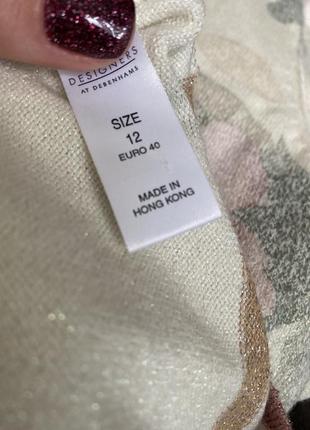 DESIGNERS
AT DEBENHAMS
SIZE
12
EURO 40
MADE IN
HONG KONG